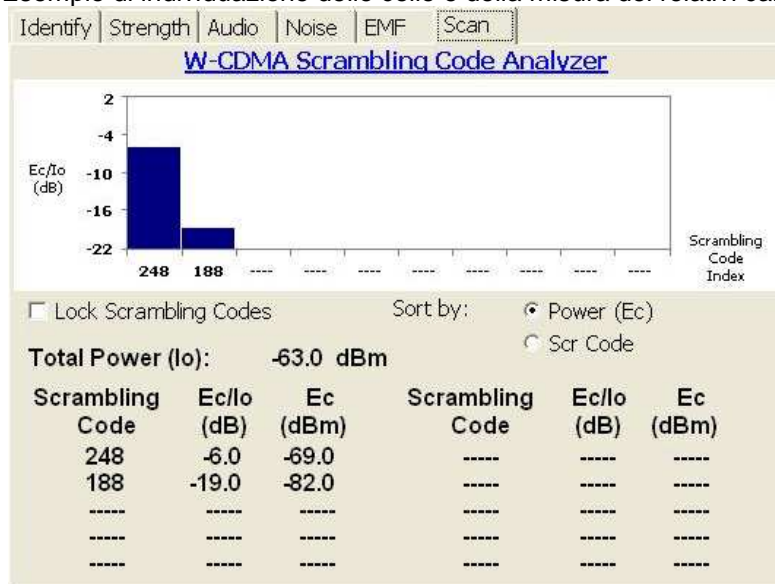 Identify Strength Audio Noise EMF Scan
W-CDMA Scrambling Code Analyzer
2
-4
Ec/Io
(dB)
-10
-16
-22
248 188 ---- ---- ---- ---- ---- ---- ---- ----
Scrambling
Code
Index
Lock Scrambling Codes Sort by: Power (Ec)
Scr Code
Total Power (Io): -63.0 dBm
Scrambling Code Ec/Io (dB) Ec (dBm) Scrambling Code Ec/Io (dB) Ec (dBm)
248 -6.0 -69.0 ----- ----- -----
188 -19.0 -82.0 ----- ----- -----
----- ----- ----- ----- ----- -----
----- ----- ----- ----- ----- -----
----- ----- ----- ----- ----- -----